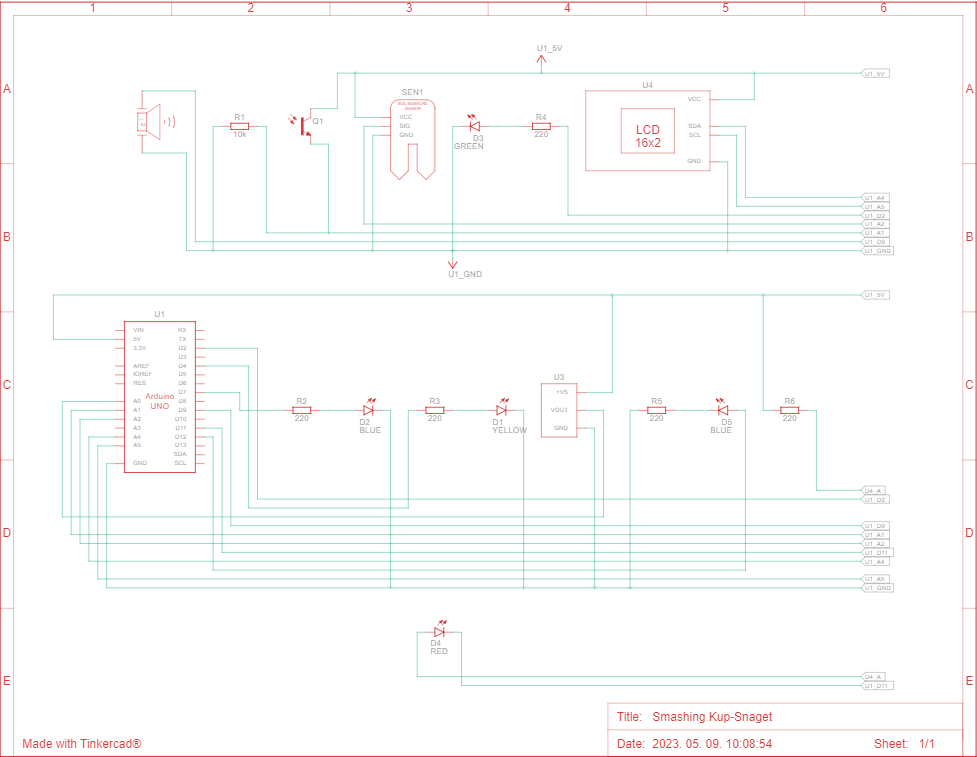 1 2 3 4 5 6
A A
B B
C C
D D
E E
U1_5V
U1_5V
R1
10k
Q1
SEN1
SOIL MOISTURE
SENSOR
VCC
SIG
GND
D3
GREEN
R4
220
U4
LCD
16x2
VCC
SDA
SCL
GND
U1_A4
U1_A5
U1_D2
U1_A2
U1_A1
U1_D9
U1_GND
U1_GND
U1_5V
U1
Arduino
UNO
VIN
5V
3.3V
AREF
IOREF
RES
A0
A1
A2
A3
A4
A5
GND
RX
TX
D2
D3
D4
D5
D6
D7
D8
D9
D10
D11
D12
D13
SDA
SCL
R2
220
D2
BLUE
R3
220
D1
YELLOW
U3
+VS
VOUT
GND
R5
220
D5
BLUE
R6
220
D4_A
U1_D2
U1_D9
U1_A1
U1_A2
U1_D11
U1_A4
U1_A5
U1_GND
D4
RED
D4_A
U1_D11
Title: Smashing Kup-Snaget
Made with Tinkercad®
Date: 2023. 05. 09. 10:08:54 Sheet: 1/1